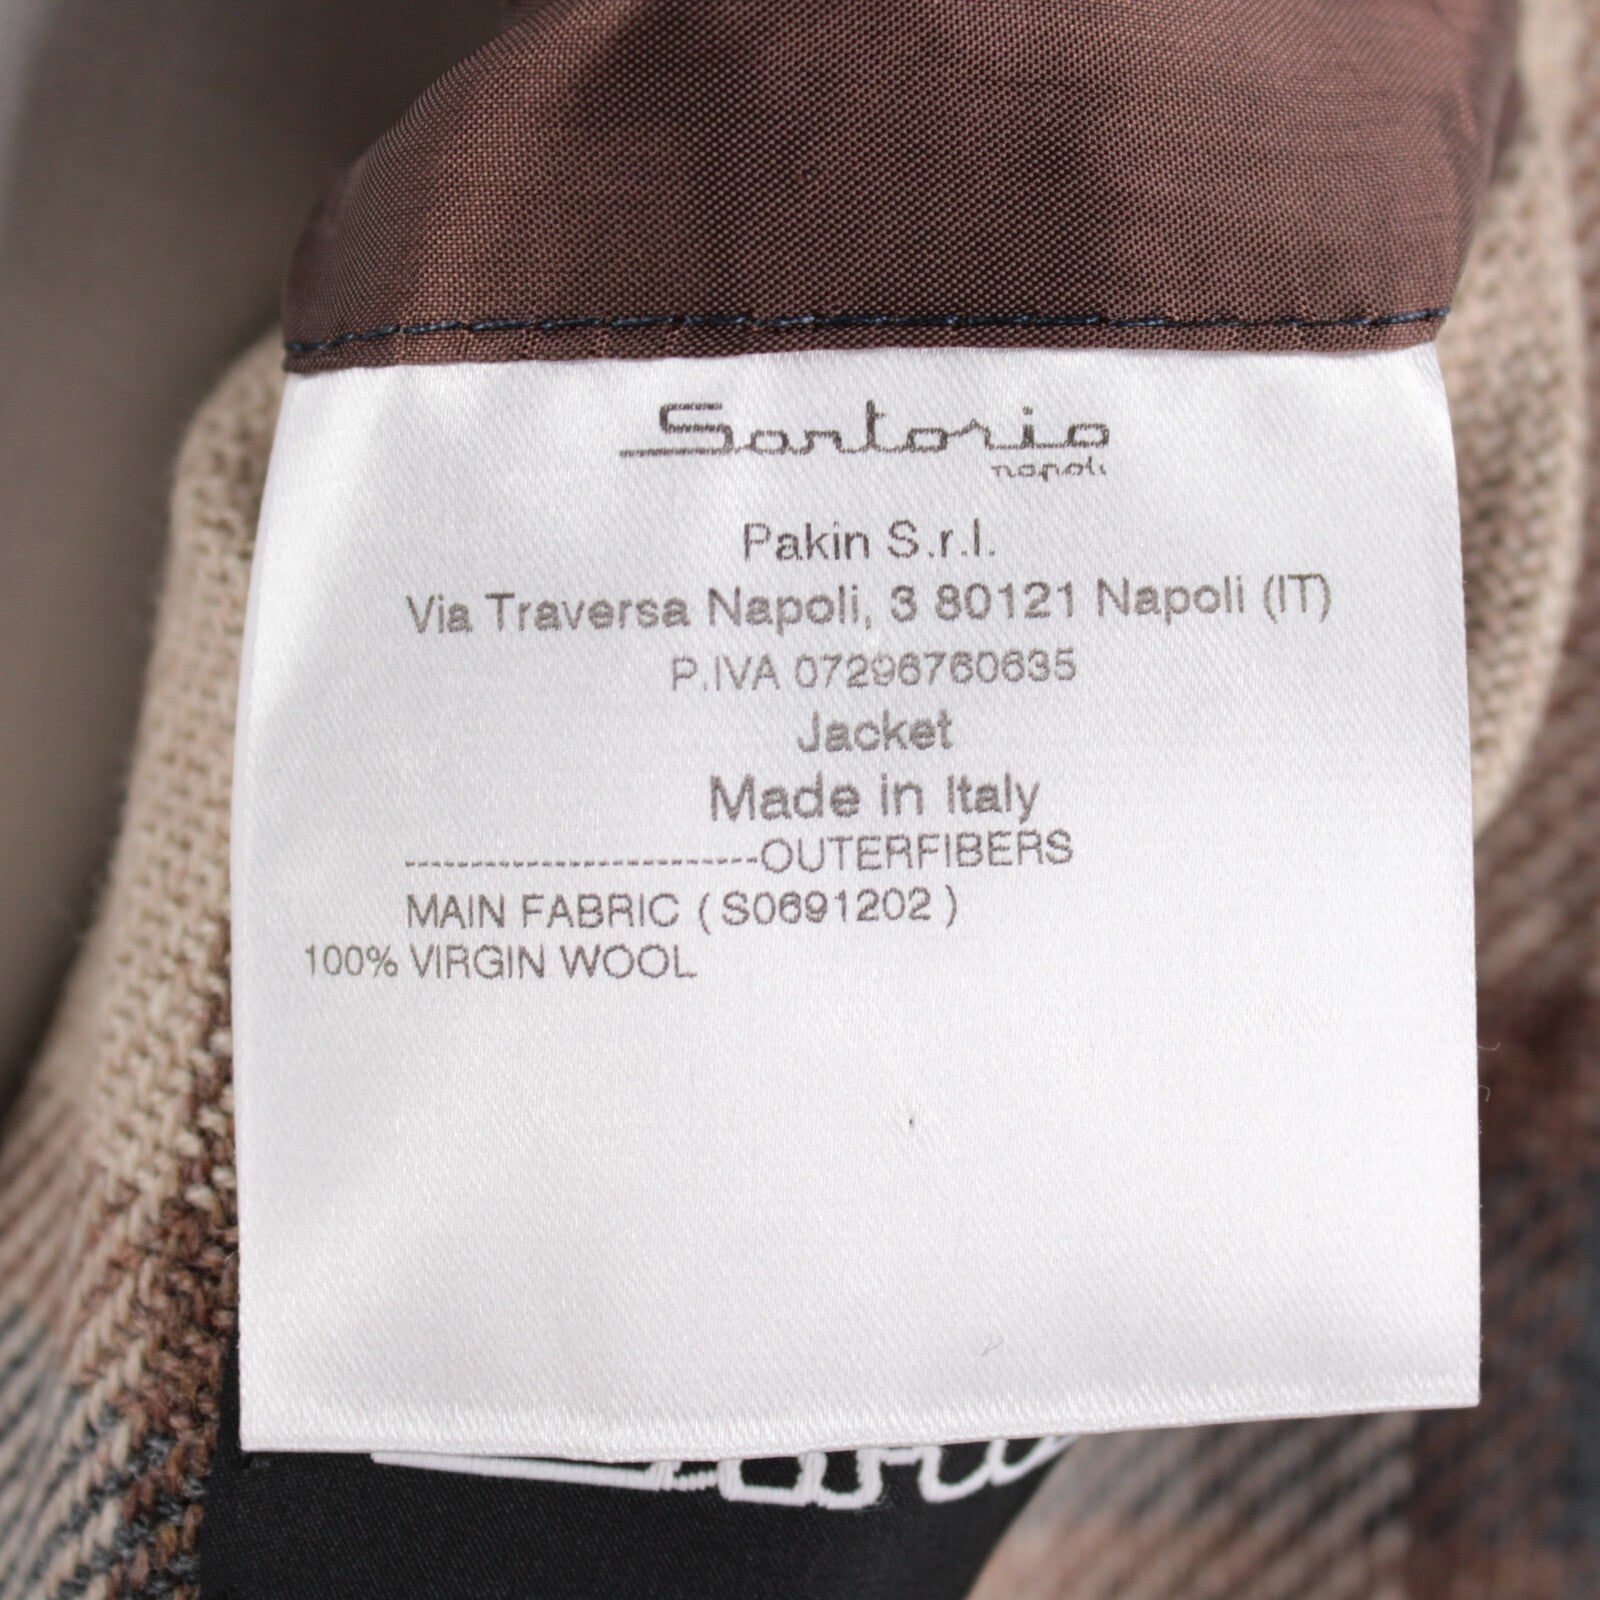 Sartorio
napoli
Pakin S.r.l.
Via Traversa Napoli, 3 80121 Napoli (IT)
P.IVA 07296760635
Jacket
Made in Italy
--------------------------OUTERFIBERS
MAIN FABRIC ( S0691202 )
100% VIRGIN WOOL